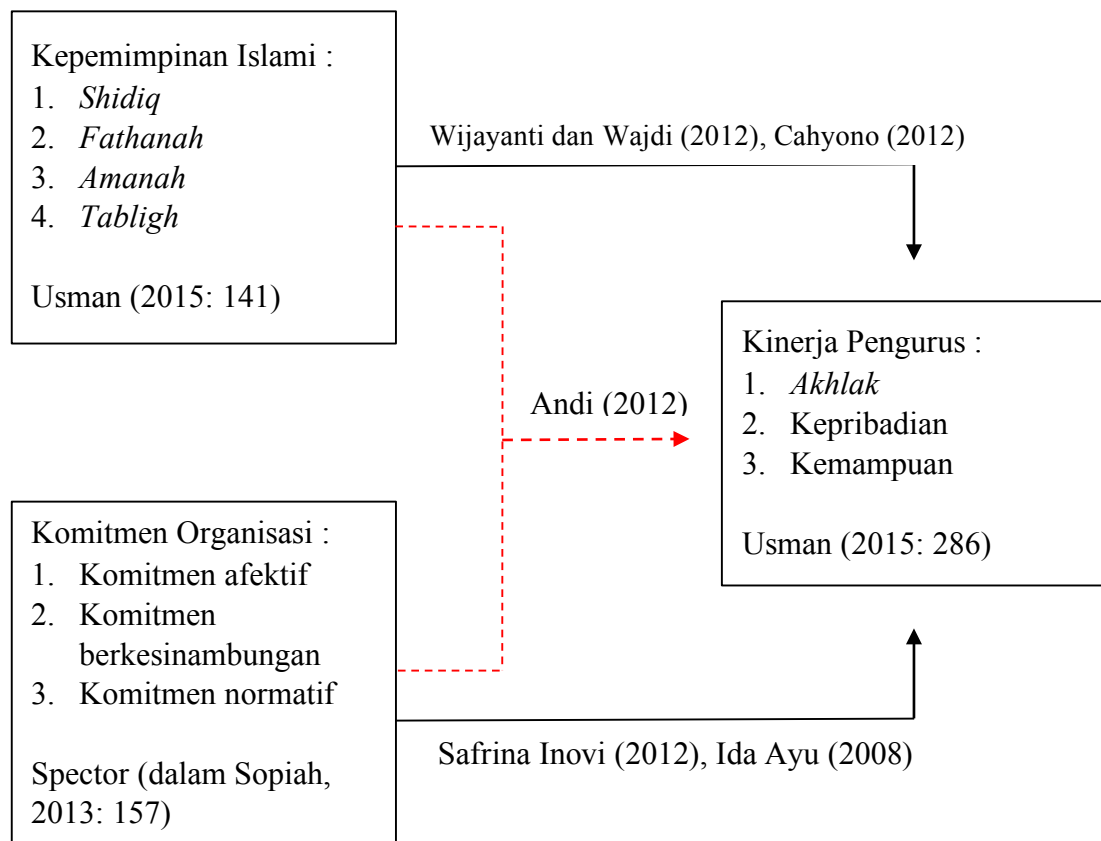 Kepemimpinan Islami :
1. Shidiq
2. Fathanah
3. Amanah
4. Tabligh
Usman (2015: 141)
Wijayanti dan Wajdi (2012), Cahyono (2012)
Andi (2012)
Kinerja Pengurus :
1. Akhlak
2. Kepribadian
3. Kemampuan
Usman (2015: 286)
Komitmen Organisasi :
1. Komitmen afektif
2. Komitmen
berkesinambungan
3. Komitmen normatif
Spector (dalam Sopiah,
2013: 157)
Safrina Inovi (2012), Ida Ayu (2008)